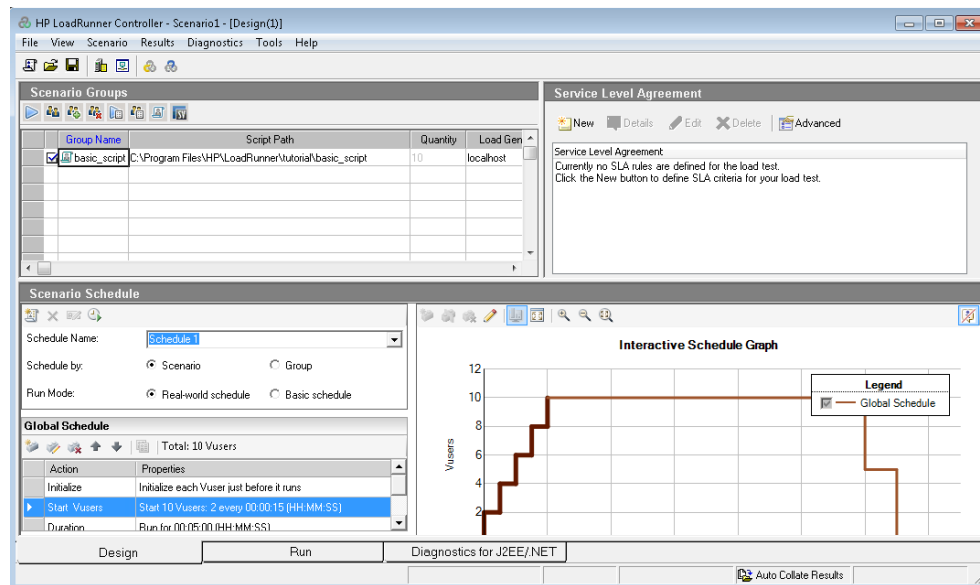 HP LoadRunner Controller - Scenario1 - [Design(1)]
File View Scenario Results Diagnostics Tools Help
Scenario Groups
Group Name Script Path Quantity Load Gen
basic_script C:\Program Files\HP\LoadRunner\tutorial\basic_script 10 localhost
Service Level Agreement
New Details Edit Delete Advanced
Service Level Agreement
Currently no SLA rules are defined for the load test.
Click the New button to define SLA criteria for your load test.
Scenario Schedule
Schedule Name: Schedule 1
Schedule by: Scenario Group
Run Mode: Real-world schedule Basic schedule
Global Schedule
Total: 10 Vusers
Action Properties
Initialize Initialize each Vuser just before it runs
Start Vusers Start 10 Vusers: 2 every 00:00:15 (HH:MM:SS)
Duration Run for 00:05:00 (HH:MM:SS)
Interactive Schedule Graph
12
10
8
6
4
2
Vusers
Legend
Global Schedule
Design Run Diagnostics for J2EE/.NET
Auto Collate Results